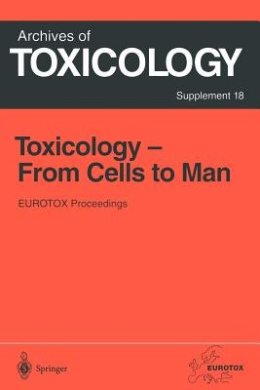 Archives of
TOXICOLOGY
Supplement 18
Toxicology –
From Cells to Man
EUROTOX Proceedings
Springer
EUROTOX